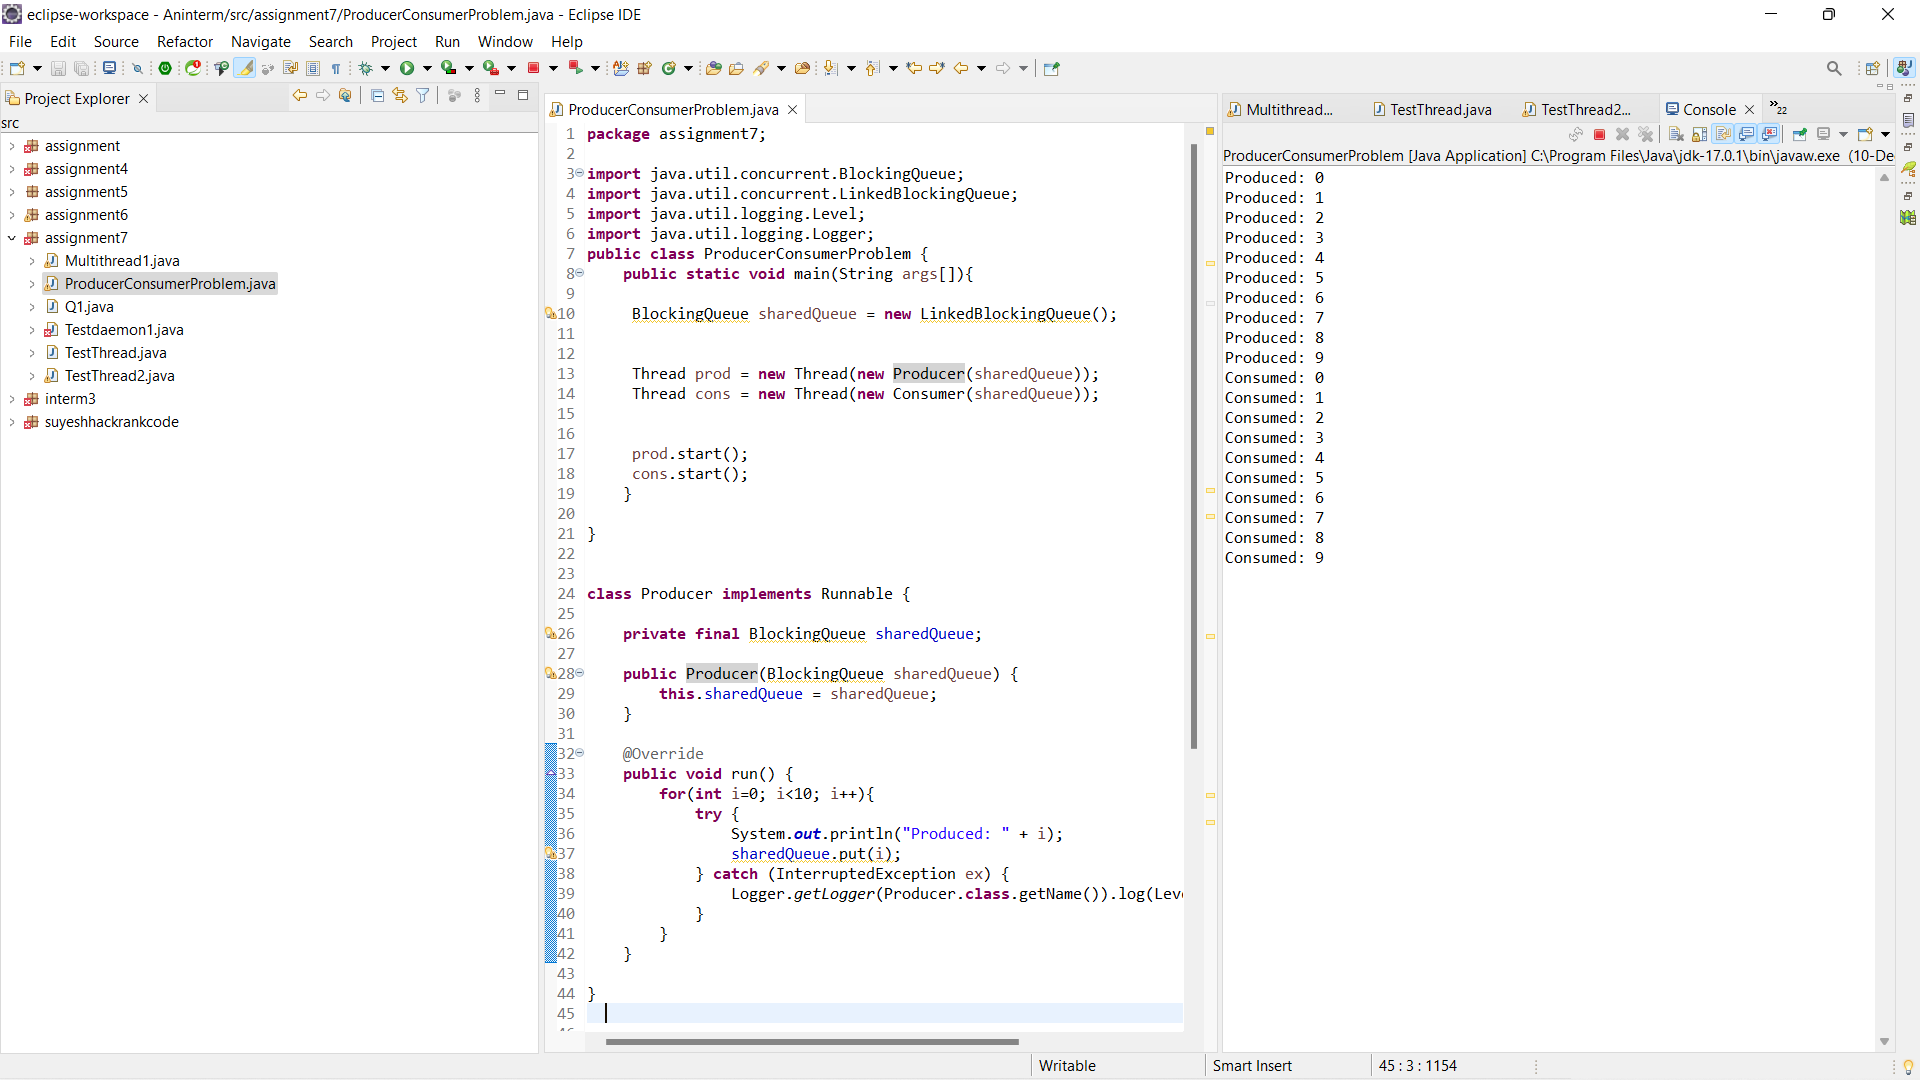 eclipse-workspace - Aninterm/src/assignment7/ProducerConsumerProblem.java - Eclipse IDE
File Edit Source Refactor Navigate Search Project Run Window Help
Project Explorer
src
assignment
assignment4
assignment5
assignment6
assignment7
Multithread1.java
ProducerConsumerProblem.java
Q1.java
Testdaemon1.java
TestThread.java
TestThread2.java
interm3
suyeshhackrankcode
ProducerConsumerProblem.java
1 package assignment7;
2
3 import java.util.concurrent.BlockingQueue;
4 import java.util.concurrent.LinkedBlockingQueue;
5 import java.util.logging.Level;
6 import java.util.logging.Logger;
7 public class ProducerConsumerProblem {
8     public static void main(String args[]){
9
10      BlockingQueue sharedQueue = new LinkedBlockingQueue();
11
12
13      Thread prod = new Thread(new Producer(sharedQueue));
14      Thread cons = new Thread(new Consumer(sharedQueue));
15
16
17      prod.start();
18      cons.start();
19     }
20
21 }
22
23
24 class Producer implements Runnable {
25
26     private final BlockingQueue sharedQueue;
27
28     public Producer(BlockingQueue sharedQueue) {
29         this.sharedQueue = sharedQueue;
30     }
31
32     @Override
33     public void run() {
34         for(int i=0; i<10; i++){
35             try {
36                 System.out.println("Produced: " + i);
37                 sharedQueue.put(i);
38             } catch (InterruptedException ex) {
39                 Logger.getLogger(Producer.class.getName()).log(Leve
40             }
41         }
42     }
43
44 }
45
Multithread... TestThread.java TestThread2... Console 22
ProducerConsumerProblem [Java Application] C:\Program Files\Java\jdk-17.0.1\bin\javaw.exe (10-De
Produced: 0
Produced: 1
Produced: 2
Produced: 3
Produced: 4
Produced: 5
Produced: 6
Produced: 7
Produced: 8
Produced: 9
Consumed: 0
Consumed: 1
Consumed: 2
Consumed: 3
Consumed: 4
Consumed: 5
Consumed: 6
Consumed: 7
Consumed: 8
Consumed: 9
Writable Smart Insert 45 : 3 : 1154